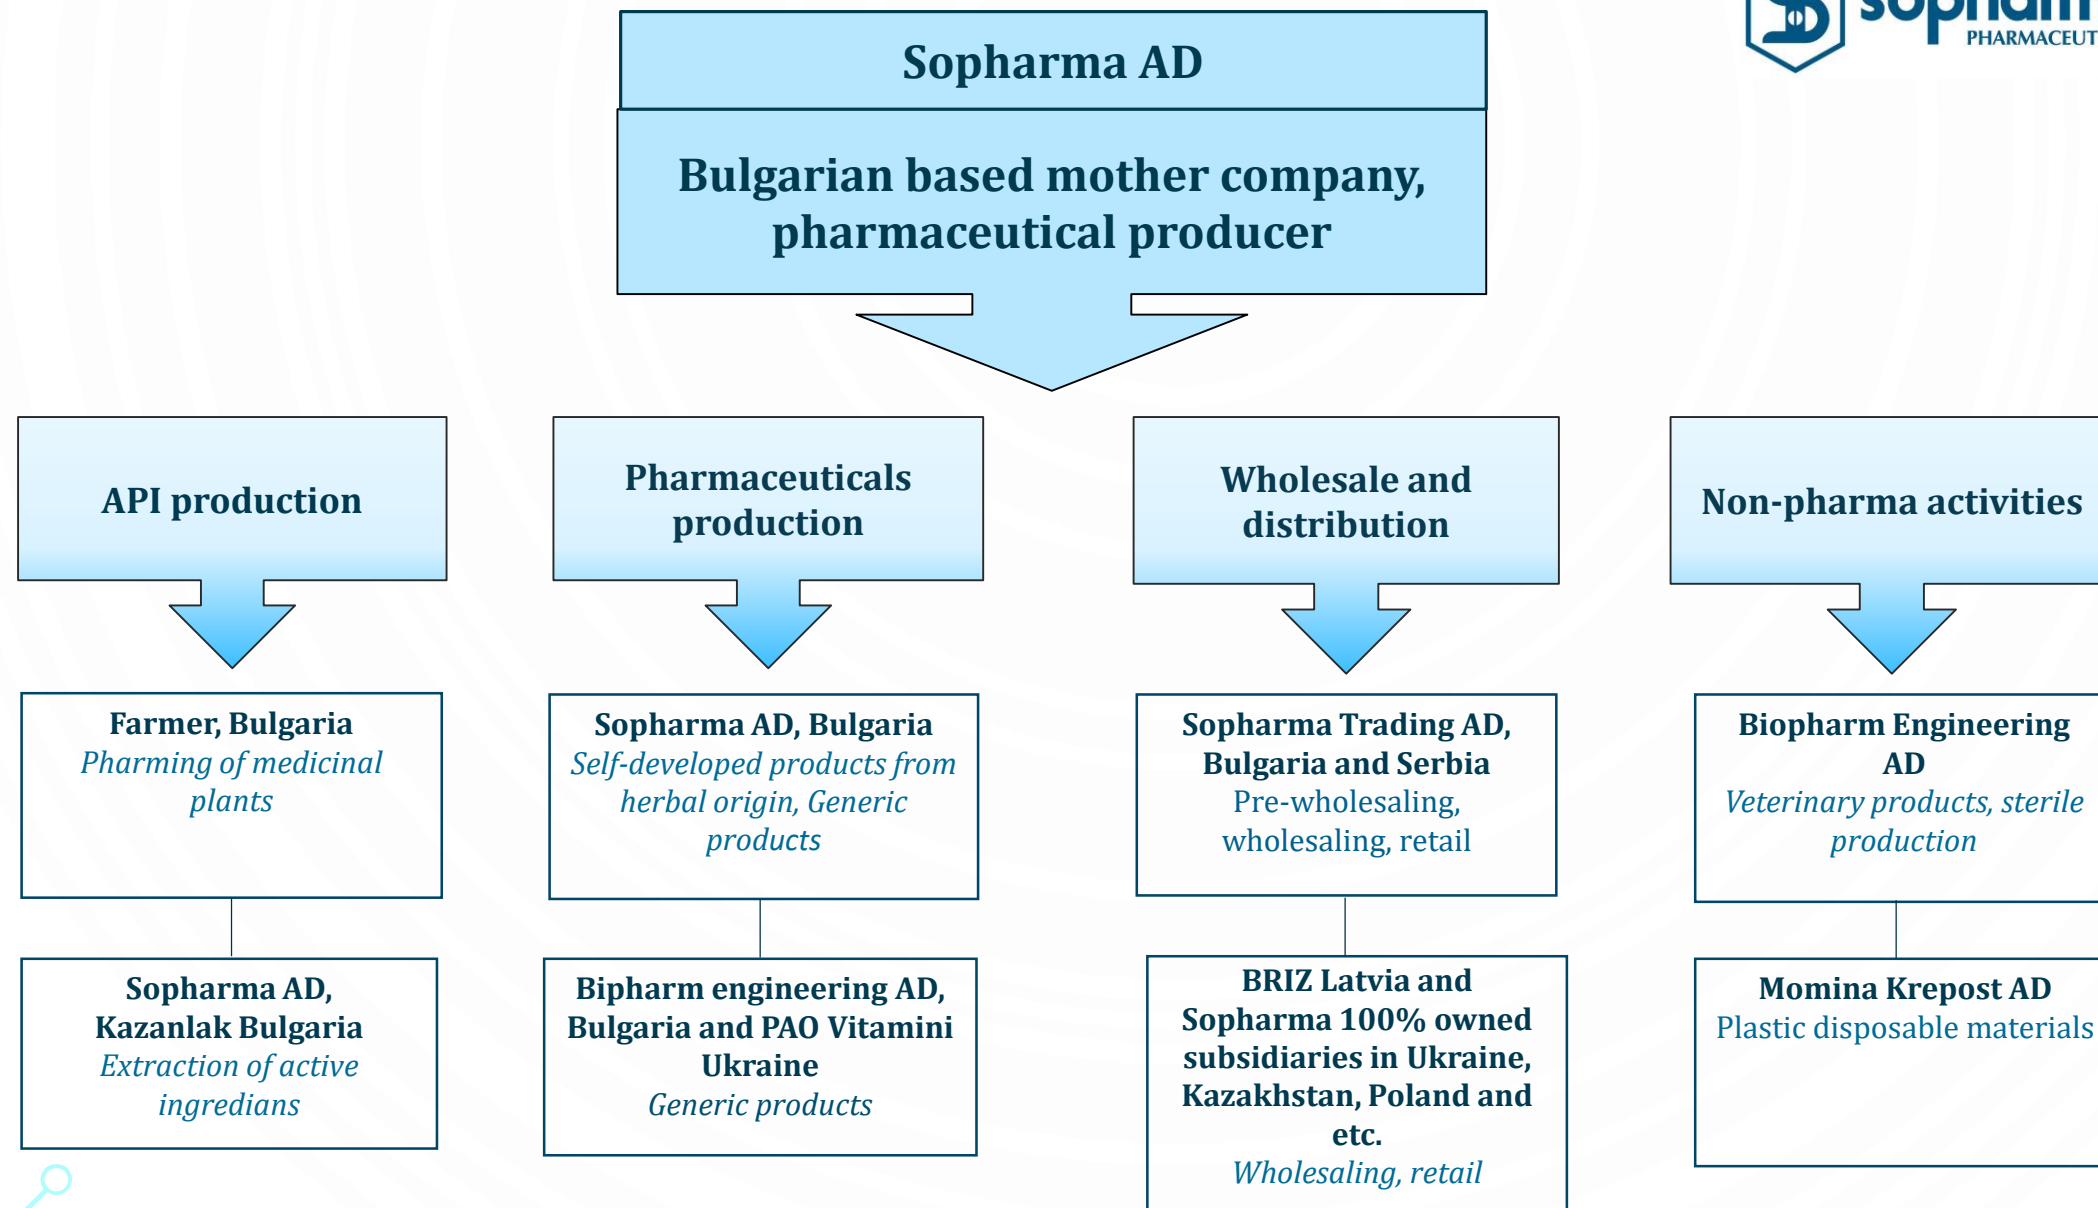 Sopharma AD
Bulgarian based mother company,
pharmaceutical producer
PHARMACEUT
API production
Pharmaceuticals
production
Wholesale and
distribution
Non-pharma activities
Farmer, Bulgaria
Pharming of medicinal
plants
Sopharma AD, Bulgaria
Self-developed products from
herbal origin, Generic
products
Sopharma Trading AD,
Bulgaria and Serbia
Pre-wholesaling,
wholesaling, retail
Biopharm Engineering
AD
Veterinary products, sterile
production
Sopharma AD,
Kazanlak Bulgaria
Extraction of active
ingredians
Bipharm engineering AD,
Bulgaria and PAO Vitamini
Ukraine
Generic products
BRIZ Latvia and
Sopharma 100% owned
subsidiaries in Ukraine,
Kazakhstan, Poland and
etc.
Wholesaling, retail
Momina Krepost AD
Plastic disposable materials